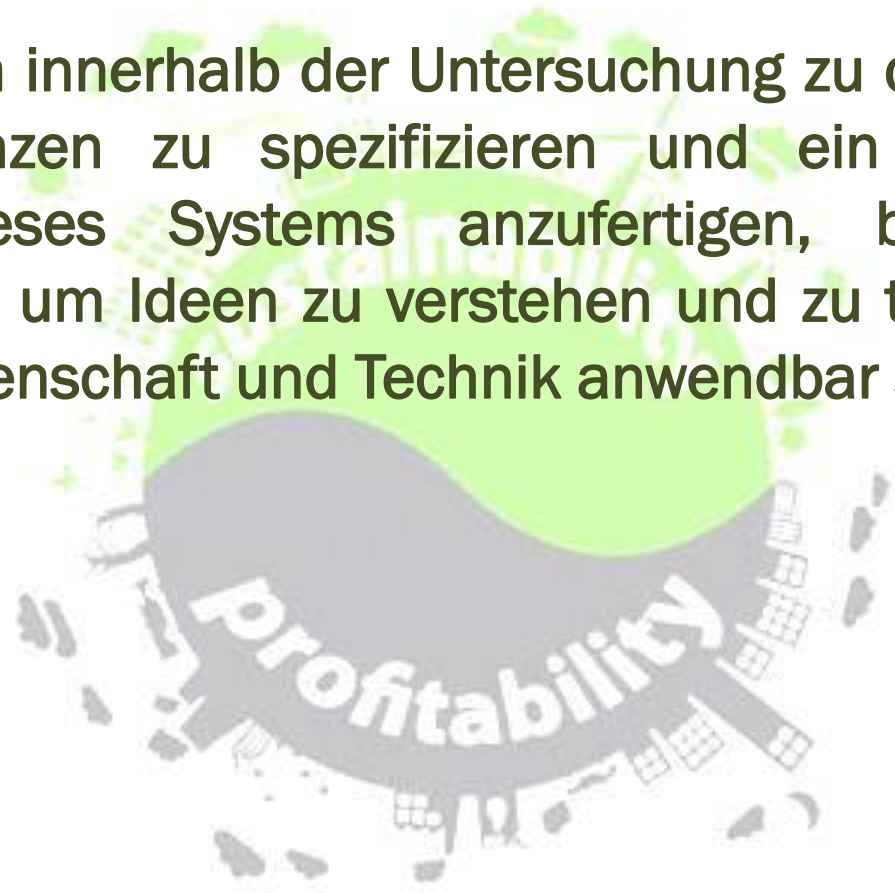 innerhalb der Untersuchung zu
zu spezifizieren und ein
Systems anzufertigen,
um Ideen zu verstehen und zu
enschaft und Technik anwendbar
sustainability
profitability